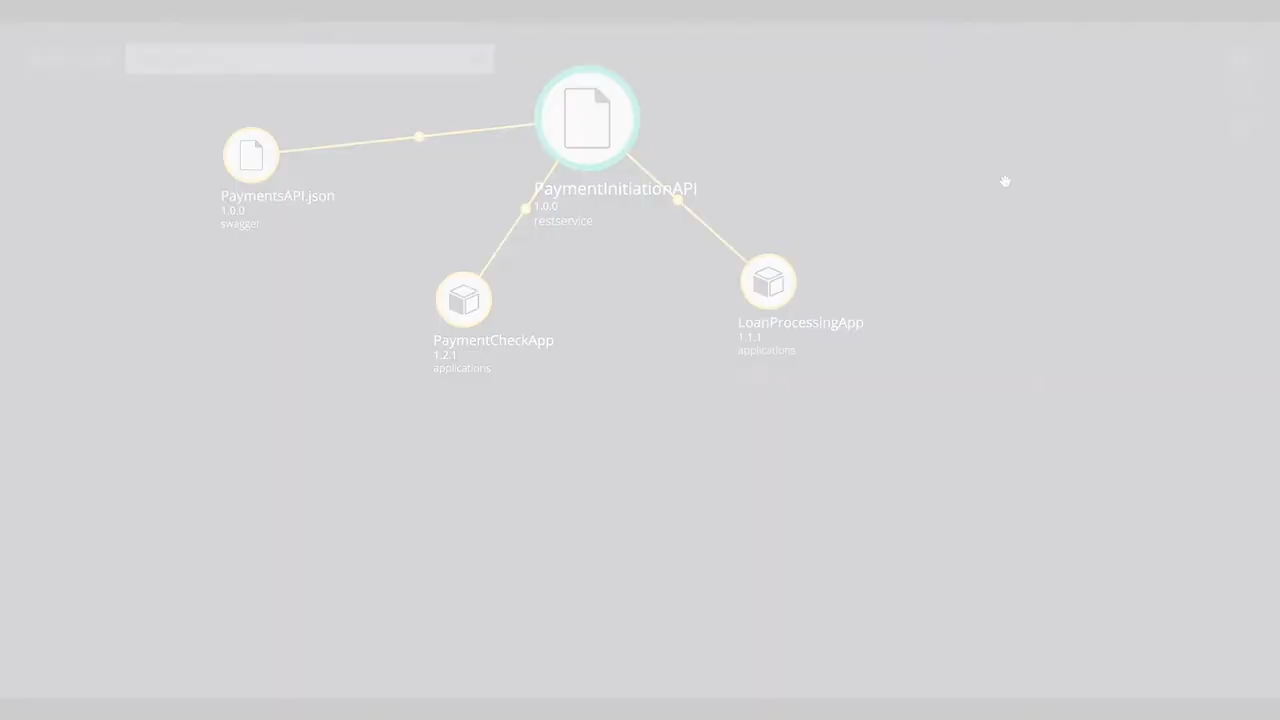 PaymentsAPI.json
1.0.0
swagger
PaymentInitiationAPI
1.0.0
restservice
PaymentCheckApp
1.2.1
applications
LoanProcessingApp
1.1.1
applications